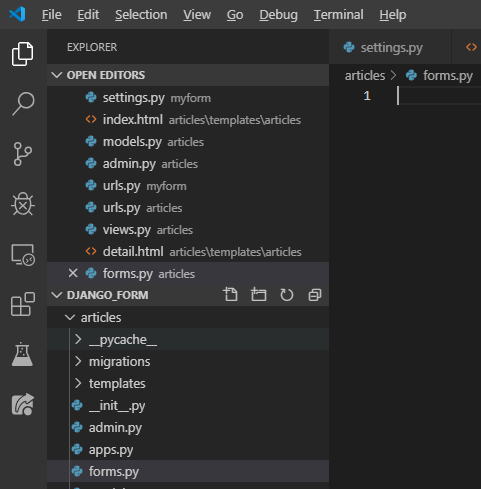 File Edit Selection View Go Debug Terminal Help
EXPLORER
OPEN EDITORS
settings.py myform
index.html articles\templates\articles
models.py articles
admin.py articles
urls.py myform
urls.py articles
views.py articles
detail.html articles\templates\articles
forms.py articles
DJANGO_FORM
articles
__pycache__
migrations
templates
__init__.py
admin.py
apps.py
forms.py
settings.py
articles > forms.py
1